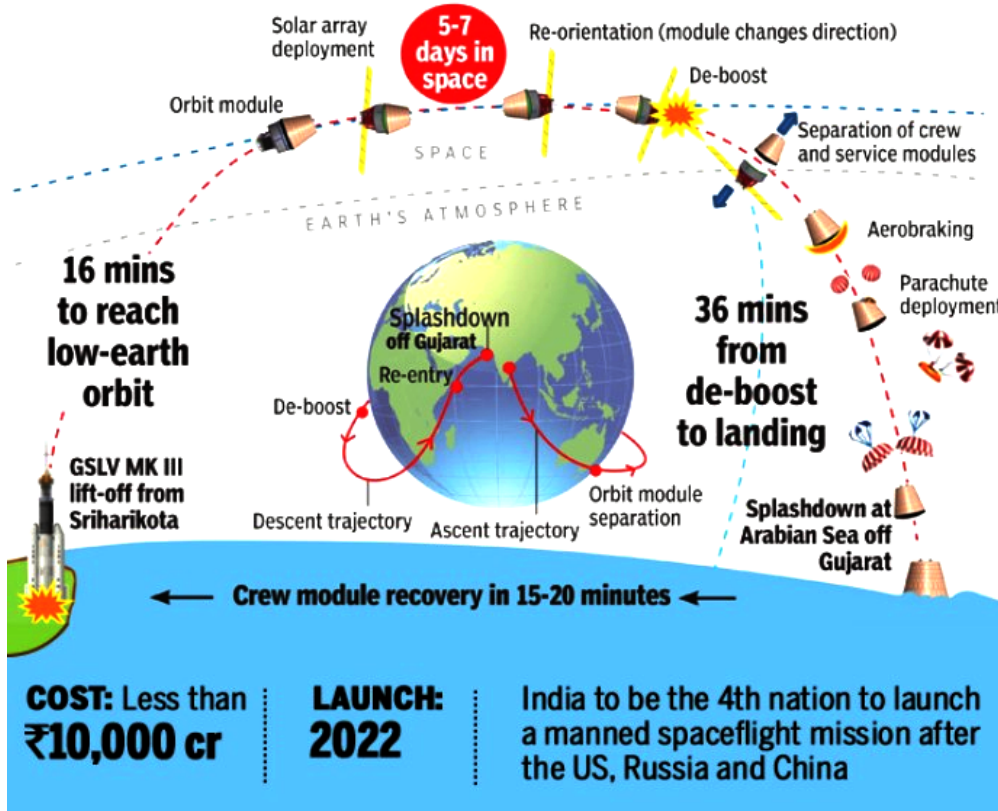 Solar array
deployment
5-7
days in
space
Re-orientation (module changes direction)
De-boost
Orbit module
SPACE
Separation of crew
and service modules
EARTH'S ATMOSPHERE
Aerobraking
16 mins
to reach
low-earth
orbit
Parachute
deployment
36 mins
from
de-boost
to landing
Splashdown
off Gujarat
Re-entry
De-boost
GSLV MK III
lift-off from
Sriharikota
Descent trajectory
Ascent trajectory
Orbit module
separation
Splashdown at
Arabian Sea off
Gujarat
Crew module recovery in 15-20 minutes
COST: Less than
₹10,000 cr
LAUNCH:
2022
India to be the 4th nation to launch
a manned spaceflight mission after
the US, Russia and China